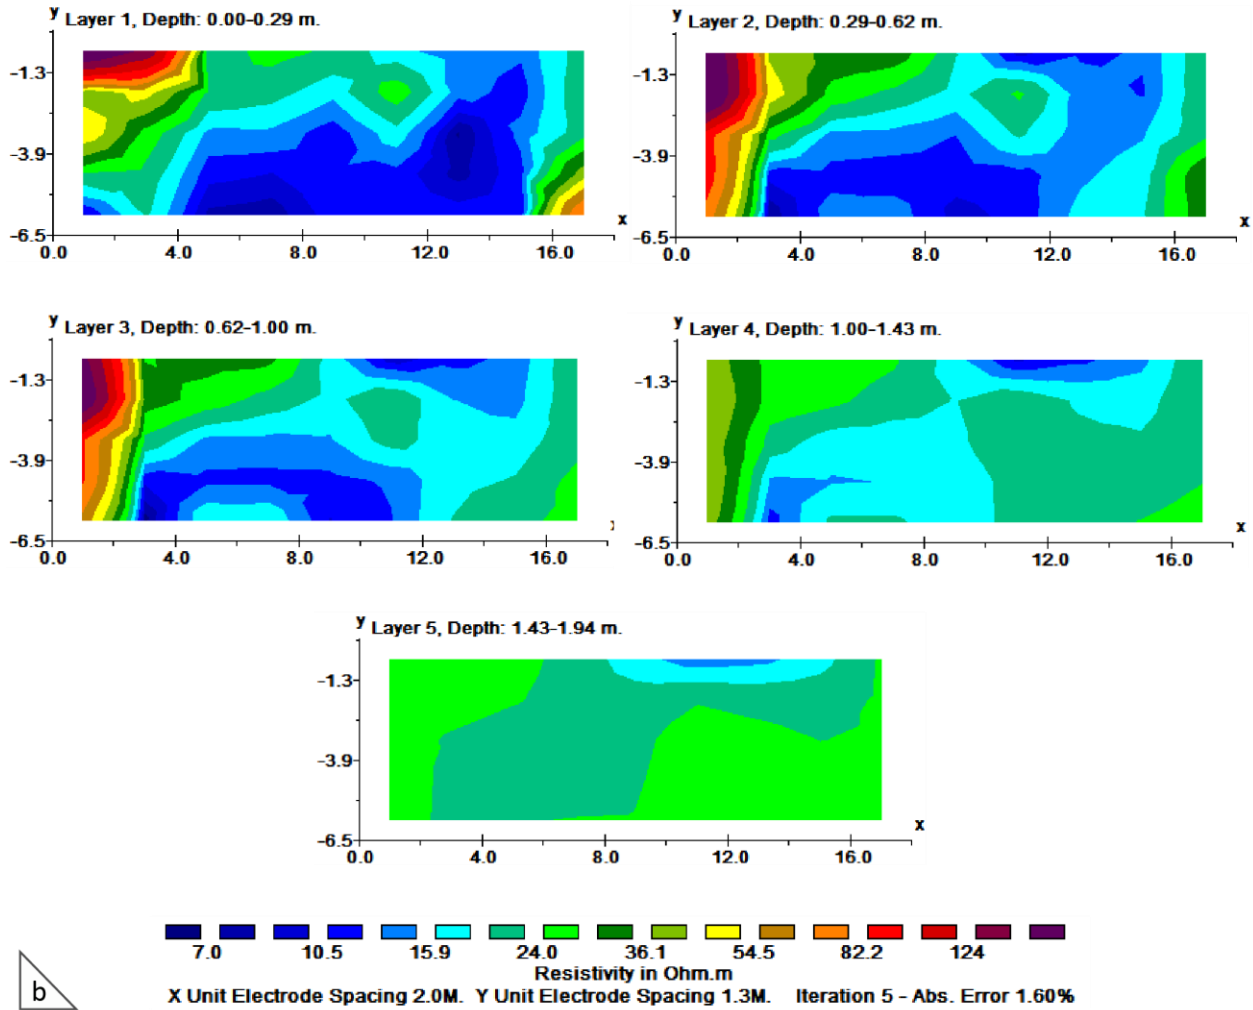 y Layer 1, Depth: 0.00-0.29 m.
-1.3
-3.9
-6.5
0.0 4.0 8.0 12.0 16.0
x
y Layer 2, Depth: 0.29-0.62 m.
-1.3
-3.9
-6.5
0.0 4.0 8.0 12.0 16.0
x
y Layer 3, Depth: 0.62-1.00 m.
-1.3
-3.9
-6.5
0.0 4.0 8.0 12.0 16.0
y Layer 4, Depth: 1.00-1.43 m.
-1.3
-3.9
-6.5
0.0 4.0 8.0 12.0 16.0
x
y Layer 5, Depth: 1.43-1.94 m.
-1.3
-3.9
-6.5
0.0 4.0 8.0 12.0 16.0
x
7.0 10.5 15.9 24.0 36.1 54.5 82.2 124
Resistivity in Ohm.m
X Unit Electrode Spacing 2.0M. Y Unit Electrode Spacing 1.3M. Iteration 5 - Abs. Error 1.60%
b